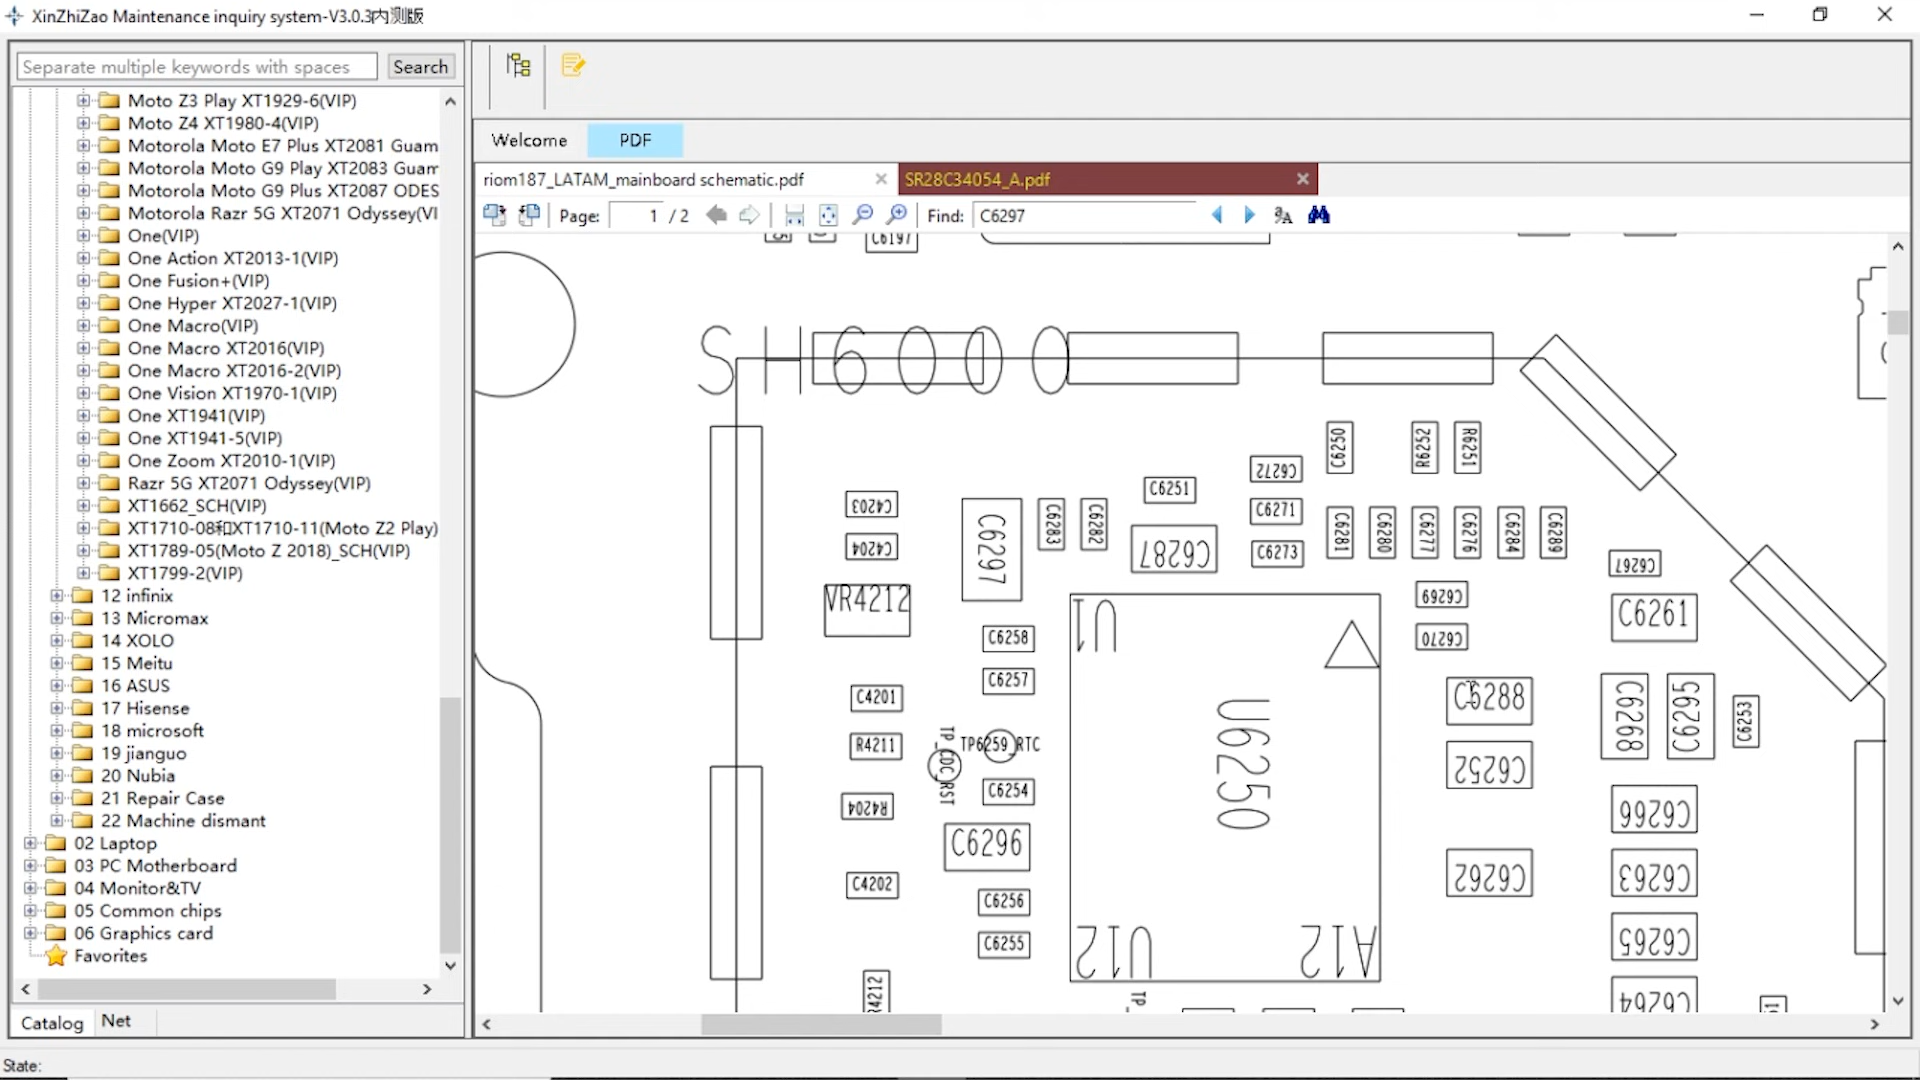 XinZhiZao Maintenance inquiry system-V3.0.3内测版
Separate multiple keywords with spaces
Search
Moto Z3 Play XT1929-6(VIP)
Moto Z4 XT1980-4(VIP)
Motorola Moto E7 Plus XT2081 Guam
Motorola Moto G9 Play XT2083 Guam
Motorola Moto G9 Plus XT2087 ODES
Motorola Razr 5G XT2071 Odyssey(VI
One(VIP)
One Action XT2013-1(VIP)
One Fusion+(VIP)
One Hyper XT2027-1(VIP)
One Macro(VIP)
One Macro XT2016(VIP)
One Macro XT2016-2(VIP)
One Vision XT1970-1(VIP)
One XT1941(VIP)
One XT1941-5(VIP)
One Zoom XT2010-1(VIP)
Razr 5G XT2071 Odyssey(VIP)
XT1662_SCH(VIP)
XT1710-08和XT1710-11(Moto Z2 Play)
XT1789-05(Moto Z 2018)_SCH(VIP)
XT1799-2(VIP)
12 infinix
13 Micromax
14 XOLO
15 Meitu
16 ASUS
17 Hisense
18 microsoft
19 jianguo
20 Nubia
21 Repair Case
22 Machine dismant
02 Laptop
03 PC Motherboard
04 Monitor&TV
05 Common chips
06 Graphics card
Favorites
Catalog
Net
State:
Welcome
PDF
riom187_LATAM_mainboard schematic.pdf
SR28C34054_A.pdf
Page: 1 / 2
Find: C6297
C6197
SH6000
C6250
R6252
R6251
C6272
C6251
C6271
C4203
C6297
C6283
C6282
C6287
C6273
C6281
C6280
C6277
C6276
C6284
C6289
C4204
C6267
VR4212
U1
C6269
C6261
C6258
C6270
C6257
C4201
C6288
C6268
C6295
C6253
R4211
TP_CDC_RST
TP6259_RTC
U6250
C6252
C6254
R4204
C6266
C6296
C4202
C6262
C6263
C6256
C6255
U12
A12
C6265
R4212
TP_
C6264